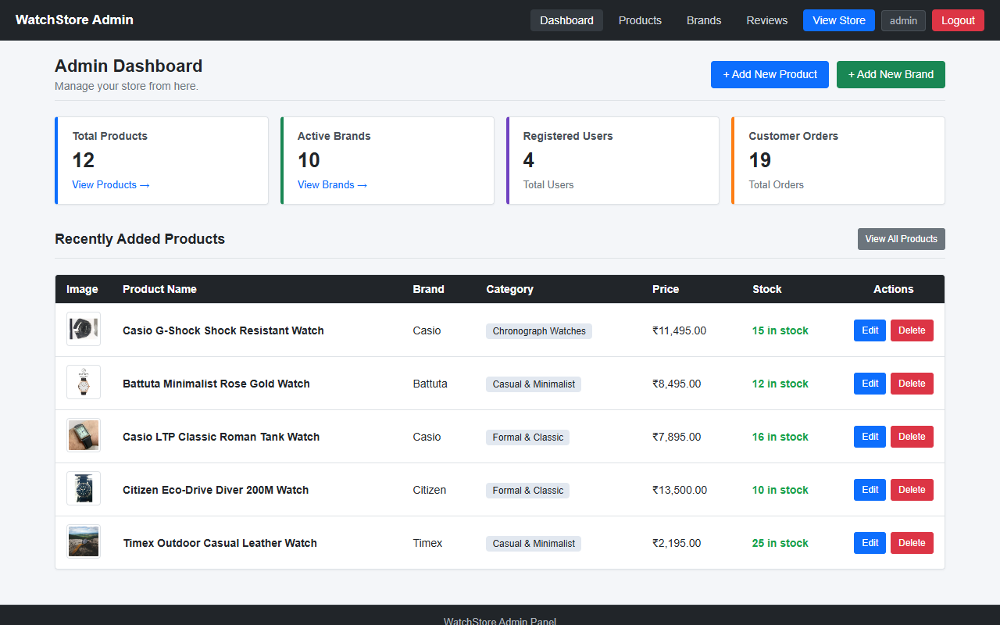 WatchStore Admin
Dashboard Products Brands Reviews View Store admin Logout
Admin Dashboard
Manage your store from here.
+ Add New Product + Add New Brand
Total Products
12
View Products →
Active Brands
10
View Brands →
Registered Users
4
Total Users
Customer Orders
19
Total Orders
Recently Added Products
View All Products
Image Product Name Brand Category Price Stock Actions
Casio G-Shock Shock Resistant Watch Casio Chronograph Watches ₹11,495.00 15 in stock Edit Delete
Battuta Minimalist Rose Gold Watch Battuta Casual & Minimalist ₹8,495.00 12 in stock Edit Delete
Casio LTP Classic Roman Tank Watch Casio Formal & Classic ₹7,895.00 16 in stock Edit Delete
Citizen Eco-Drive Diver 200M Watch Citizen Formal & Classic ₹13,500.00 10 in stock Edit Delete
Timex Outdoor Casual Leather Watch Timex Casual & Minimalist ₹2,195.00 25 in stock Edit Delete
WatchStore Admin Panel